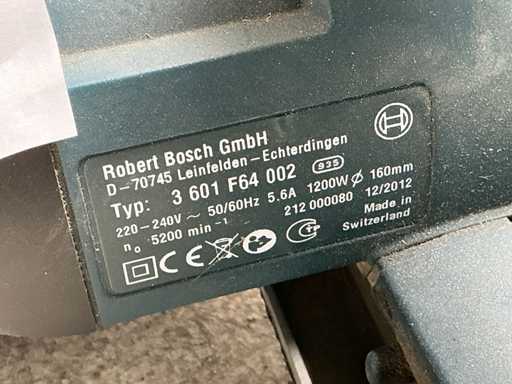 Robert Bosch GmbH
D-70745 Leinfelden-Echterdingen
Typ: 3 601 F64 002 935
220-240V ~ 50/60Hz 5.6A 1200W ⌀ 160mm
n₀ 5200 min⁻¹ 212 000080 12/2012
Made in
Switzerland
CE